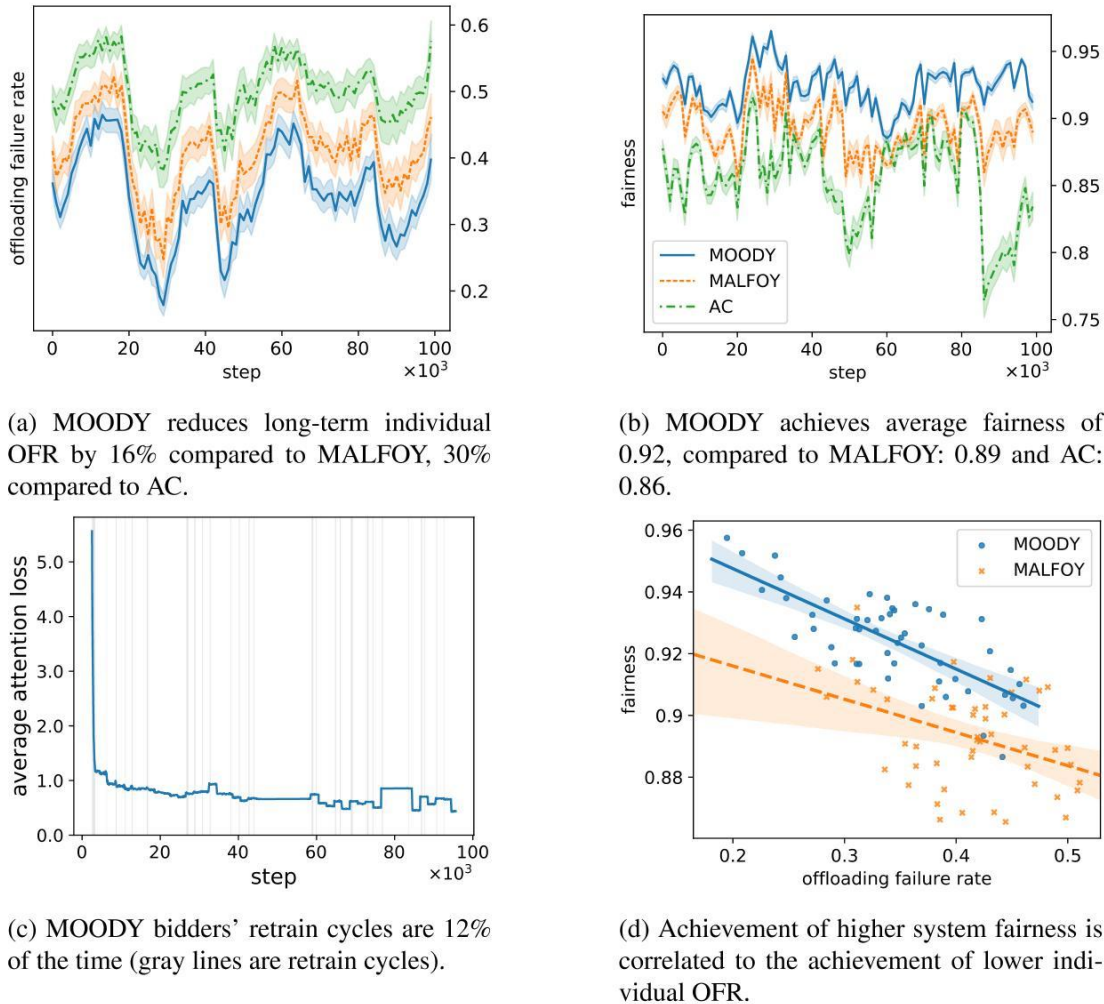 0.6
0.5
0.4
0.3
0.2
offloading failure rate
0 20 40 60 80 100
step ×10³
0.95
0.9
0.85
0.8
0.75
fairness
MOODY
MALFOY
AC
0 20 40 60 80 100
step ×10³
(a) MOODY reduces long-term individual
OFR by 16% compared to MALFOY, 30%
compared to AC.
(b) MOODY achieves average fairness of
0.92, compared to MALFOY: 0.89 and AC:
0.86.
5.0
4.0
3.0
2.0
1.0
0.0
average attention loss
0 20 40 60 80 100
step ×10³
0.96
0.94
0.92
0.9
0.88
fairness
MOODY
MALFOY
0.2 0.3 0.4 0.5
offloading failure rate
(c) MOODY bidders’ retrain cycles are 12%
of the time (gray lines are retrain cycles).
(d) Achievement of higher system fairness is
correlated to the achievement of lower indi-
vidual OFR.